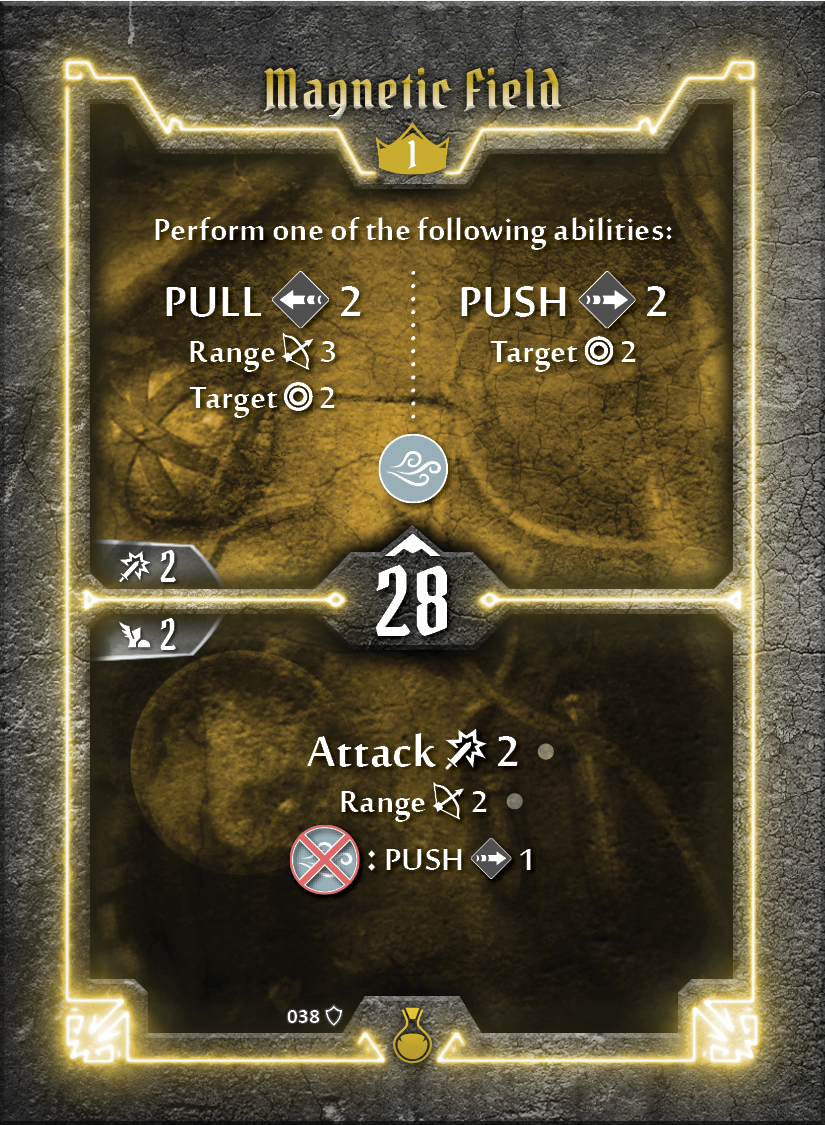 Magnetic Field
1
Perform one of the following abilities:
PULL 2
Range 3
Target 2
PUSH 2
Target 2
2
28
2
Attack 2
Range 2
: PUSH 1
038